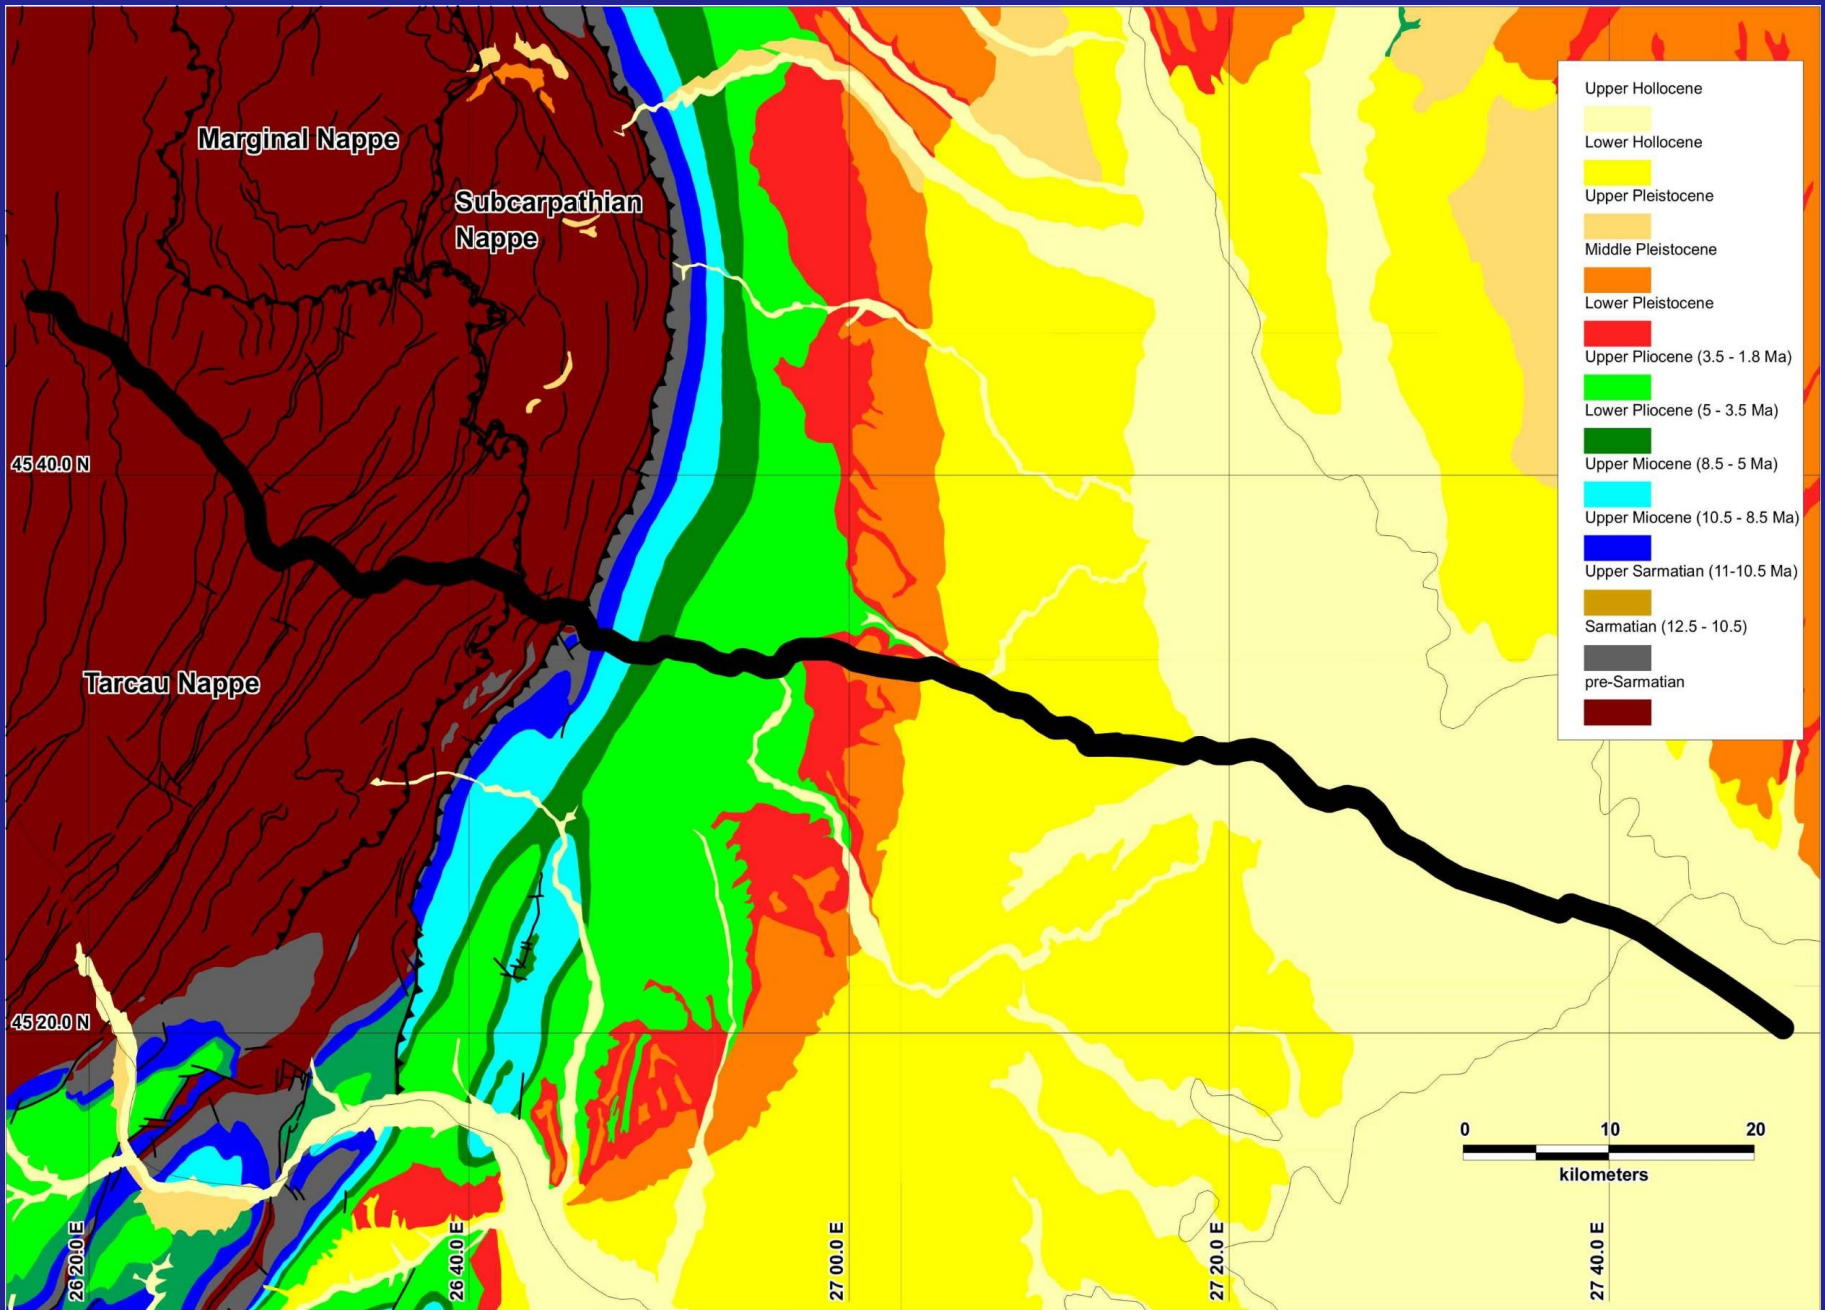 Marginal Nappe
Subcarpathian
Nappe
Tarcau Nappe
45 40.0 N
45 20.0 N
26 20.0 E
26 40.0 E
27 00.0 E
27 20.0 E
27 40.0 E
Upper Hollocene
Lower Hollocene
Upper Pleistocene
Middle Pleistocene
Lower Pleistocene
Upper Pliocene (3.5 - 1.8 Ma)
Lower Pliocene (5 - 3.5 Ma)
Upper Miocene (8.5 - 5 Ma)
Upper Miocene (10.5 - 8.5 Ma)
Upper Sarmatian (11-10.5 Ma)
Sarmatian (12.5 - 10.5)
pre-Sarmatian
0 10 20
kilometers